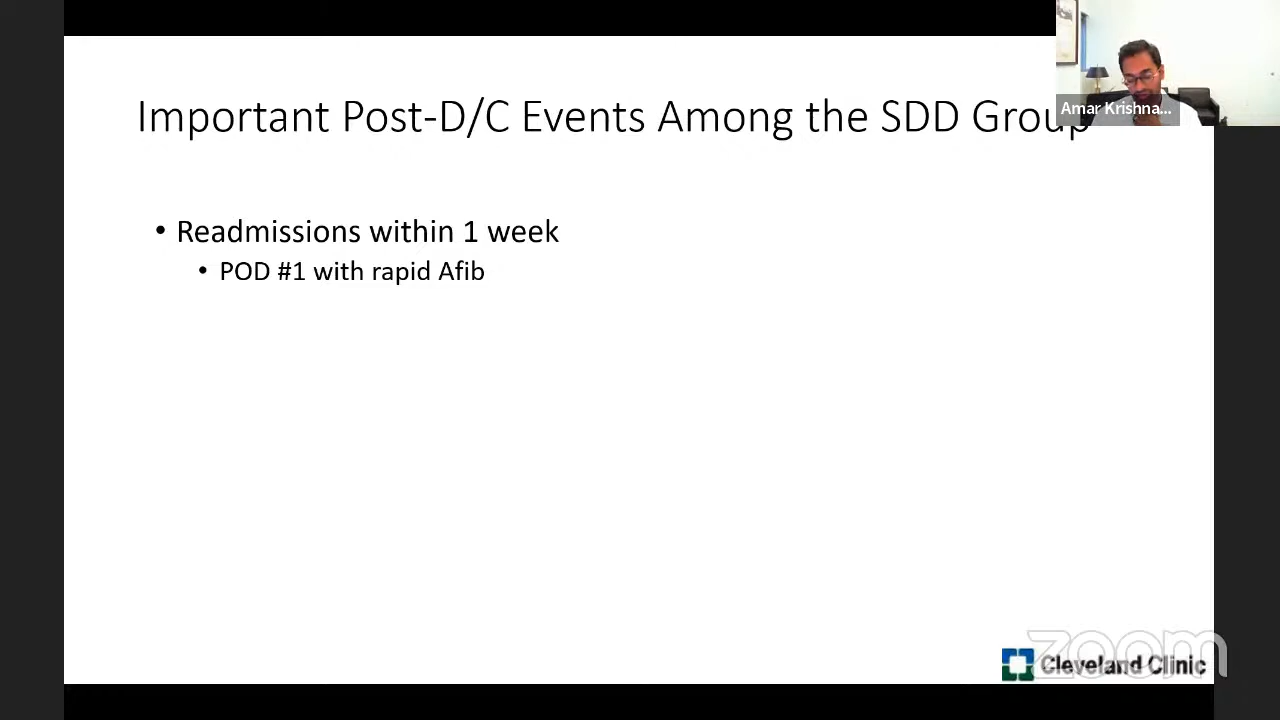 Important Post-D/C Events Among the SDD Group
Amar Krishna...
• Readmissions within 1 week
• POD #1 with rapid Afib
zoom
Cleveland Clinic